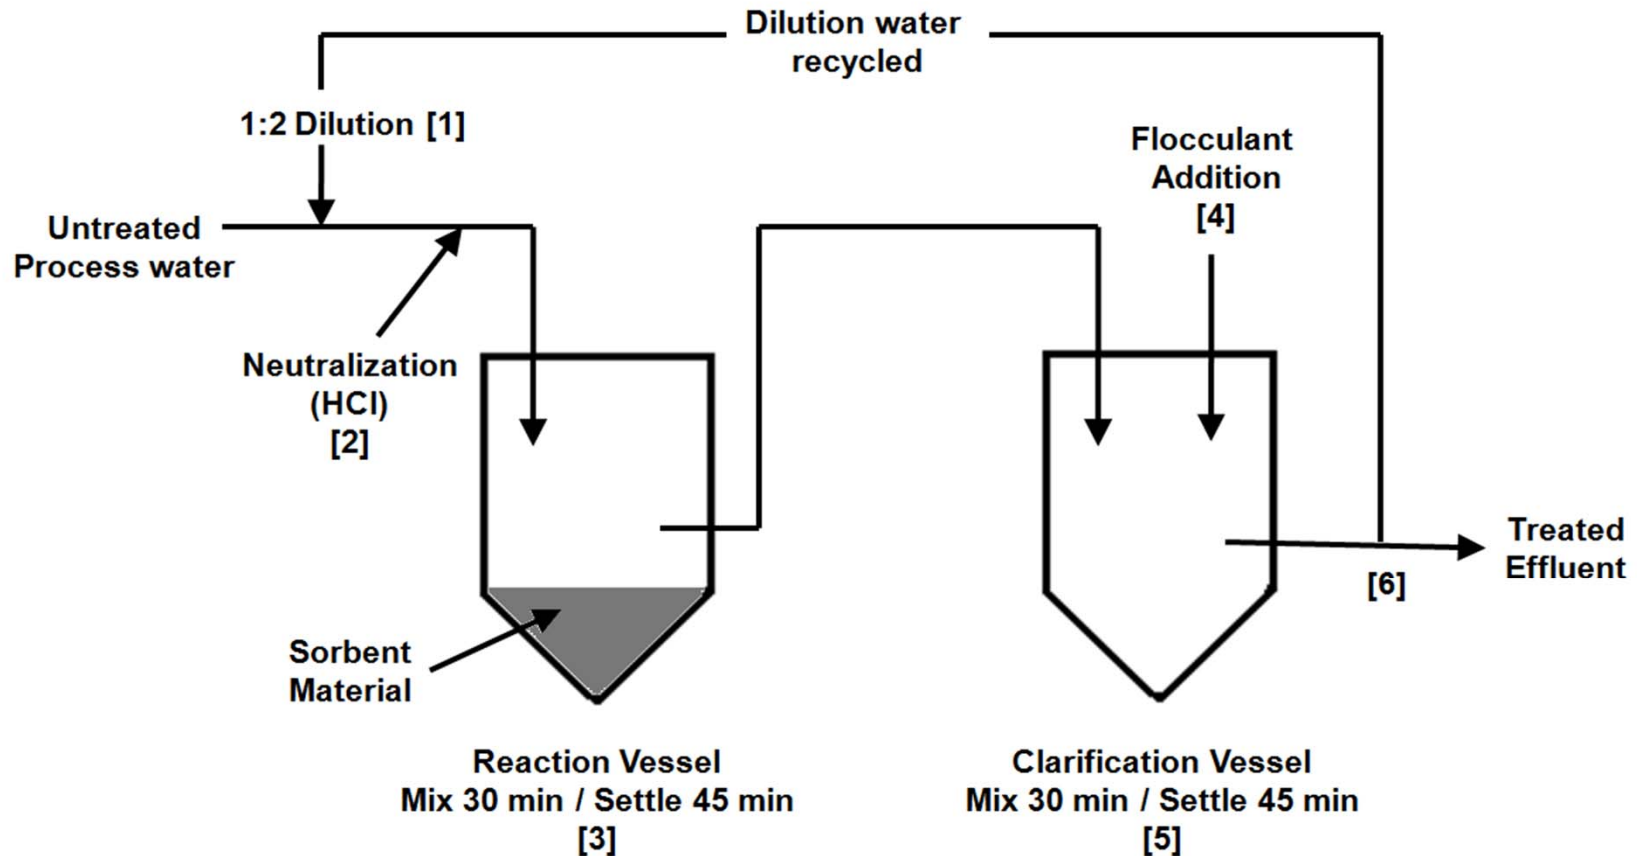 Dilution water
recycled
1:2 Dilution [1]
Flocculant
Addition
[4]
Untreated
Process water
Neutralization
(HCl)
[2]
Treated
Effluent
[6]
Sorbent
Material
Reaction Vessel
Mix 30 min / Settle 45 min
[3]
Clarification Vessel
Mix 30 min / Settle 45 min
[5]